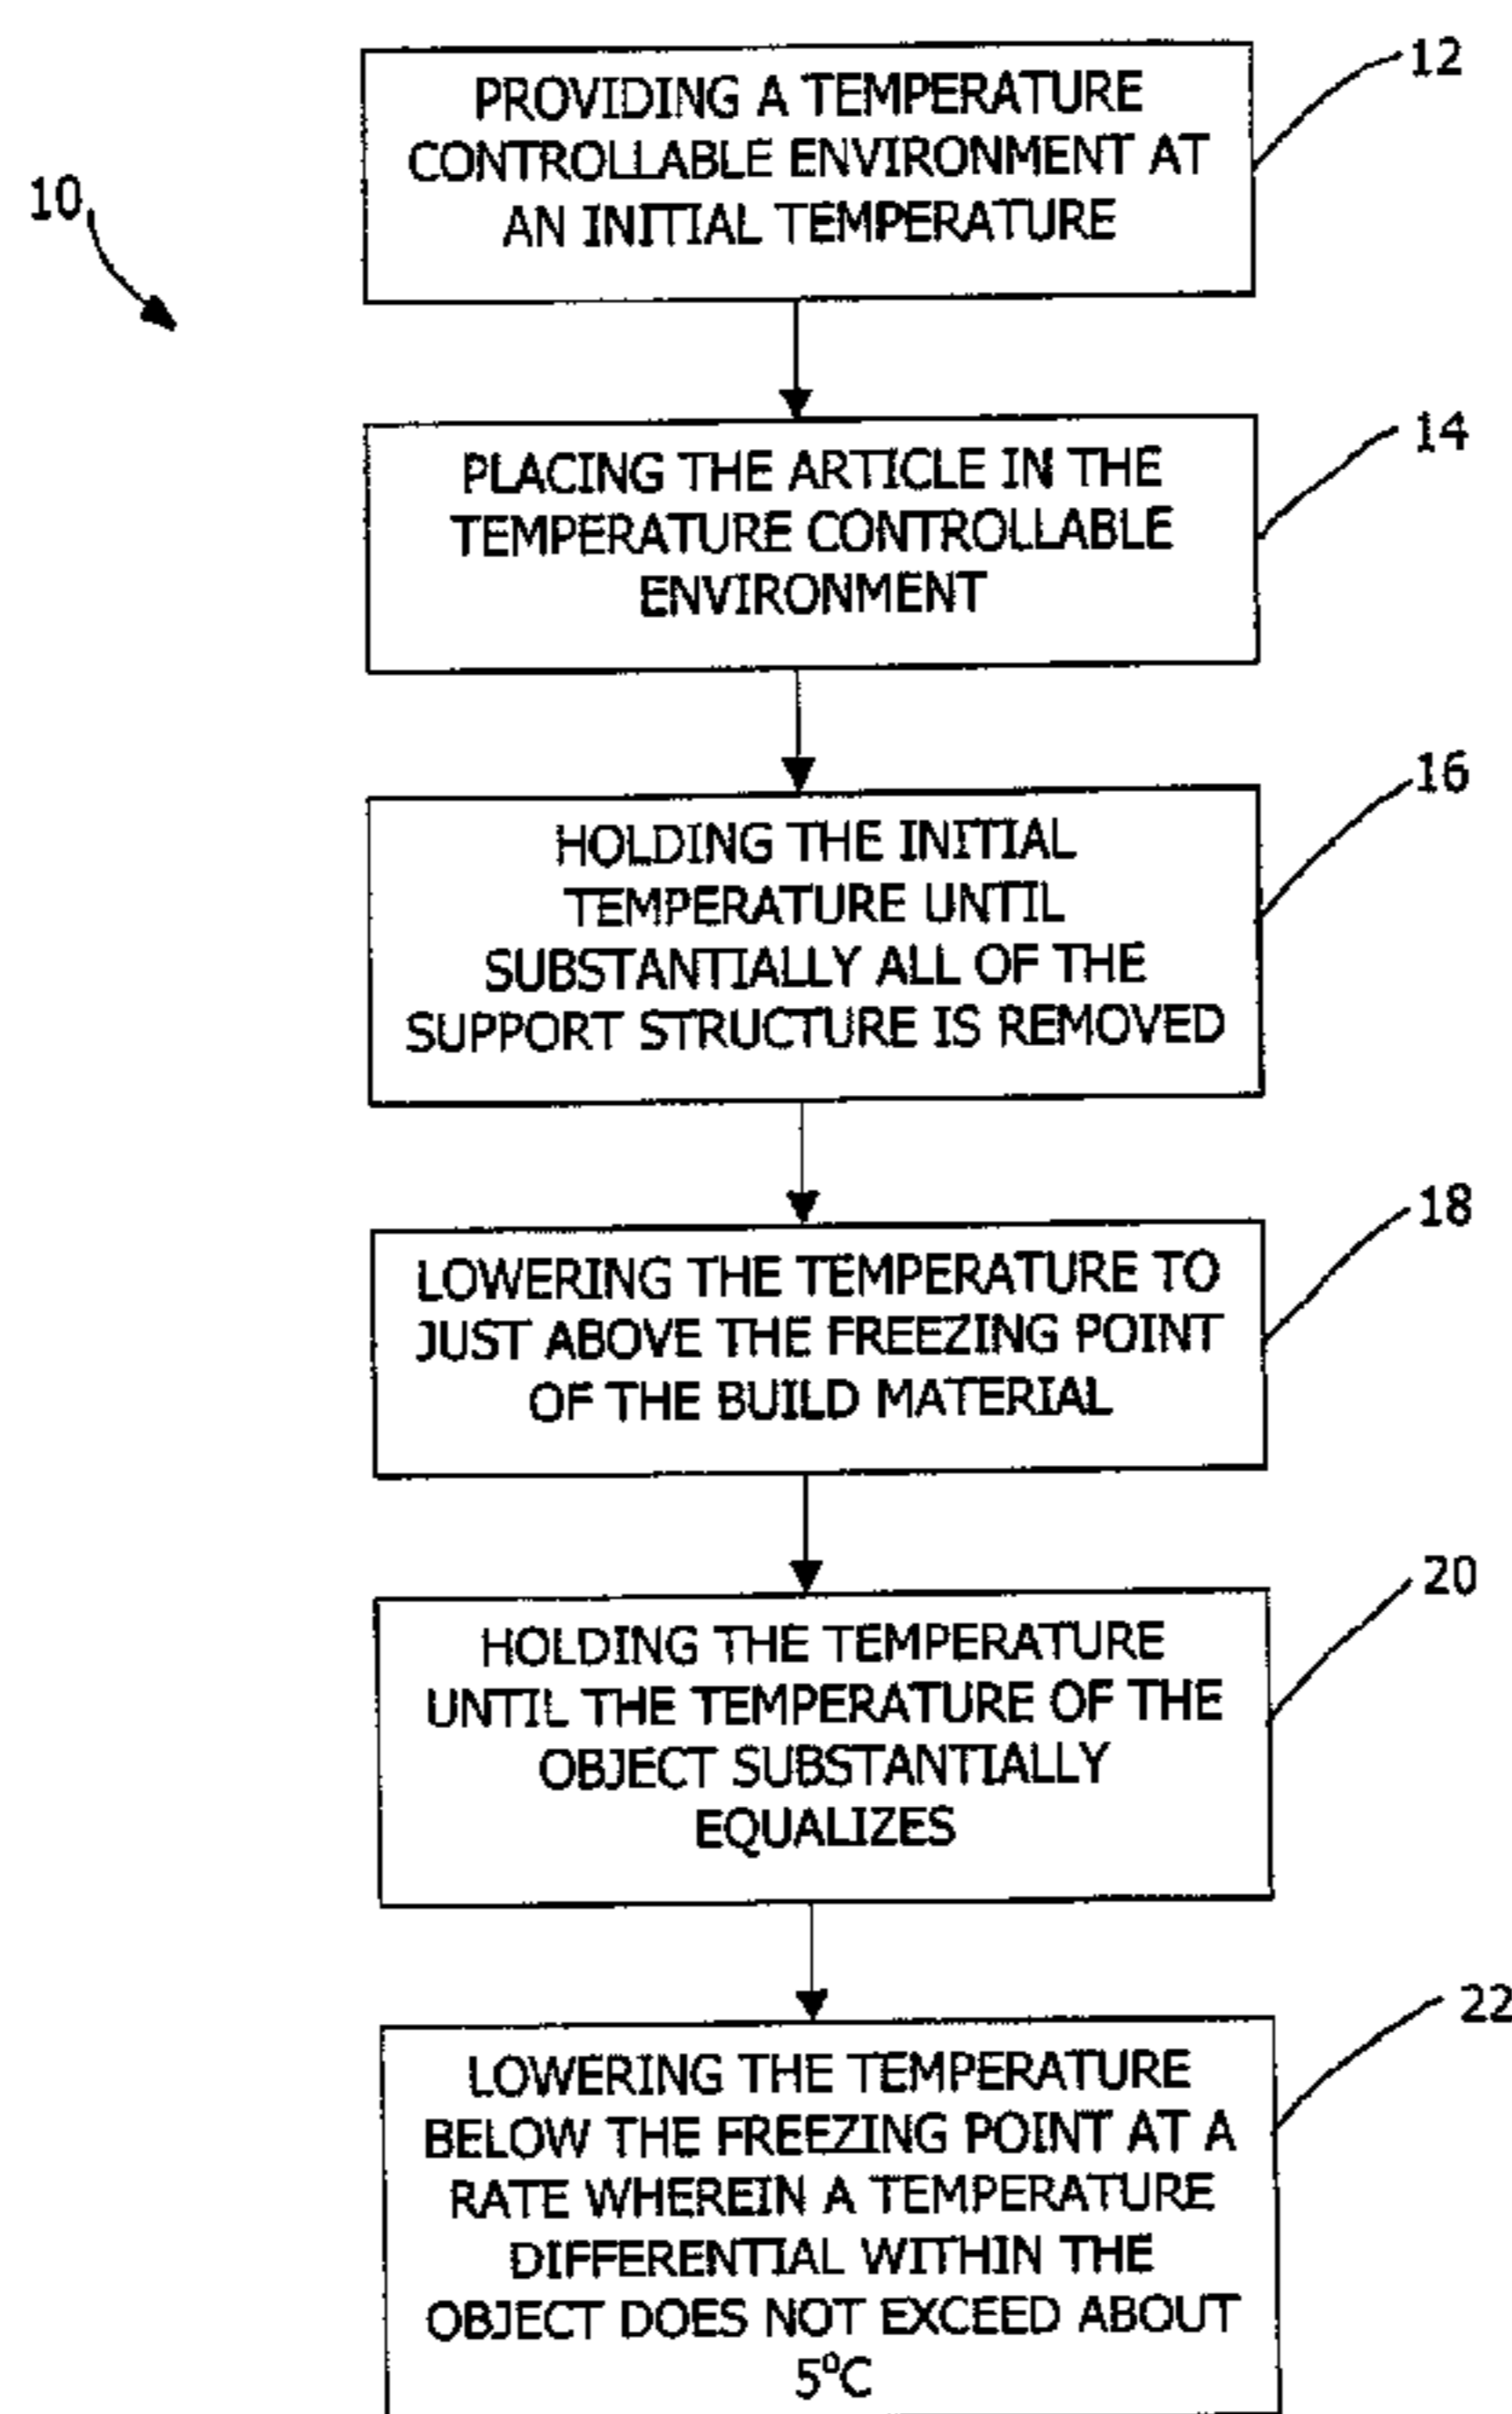 12
PROVIDING A TEMPERATURE
CONTROLLABLE ENVIRONMENT AT
AN INITIAL TEMPERATURE
10
14
PLACING THE ARTICLE IN THE
TEMPERATURE CONTROLLABLE
ENVIRONMENT
16
HOLDING THE INITIAL
TEMPERATURE UNTIL
SUBSTANTIALLY ALL OF THE
SUPPORT STRUCTURE IS REMOVED
18
LOWERING THE TEMPERATURE TO
JUST ABOVE THE FREEZING POINT
OF THE BUILD MATERIAL
20
HOLDING THE TEMPERATURE
UNTIL THE TEMPERATURE OF THE
OBJECT SUBSTANTIALLY
EQUALIZES
22
LOWERING THE TEMPERATURE
BELOW THE FREEZING POINT AT A
RATE WHEREIN A TEMPERATURE
DIFFERENTIAL WITHIN THE
OBJECT DOES NOT EXCEED ABOUT
5°C